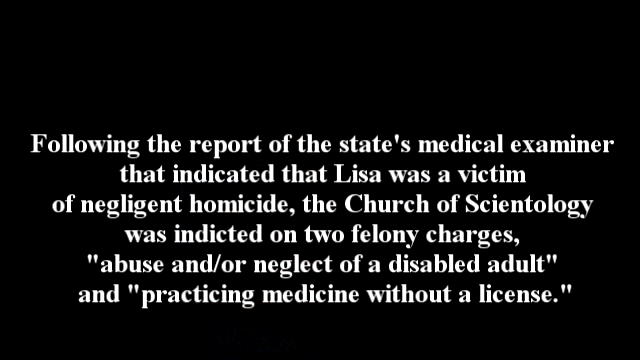 Following the report of the state's medical examiner
that indicated that Lisa was a victim
of negligent homicide, the Church of Scientology
was indicted on two felony charges,
"abuse and/or neglect of a disabled adult"
and "practicing medicine without a license."